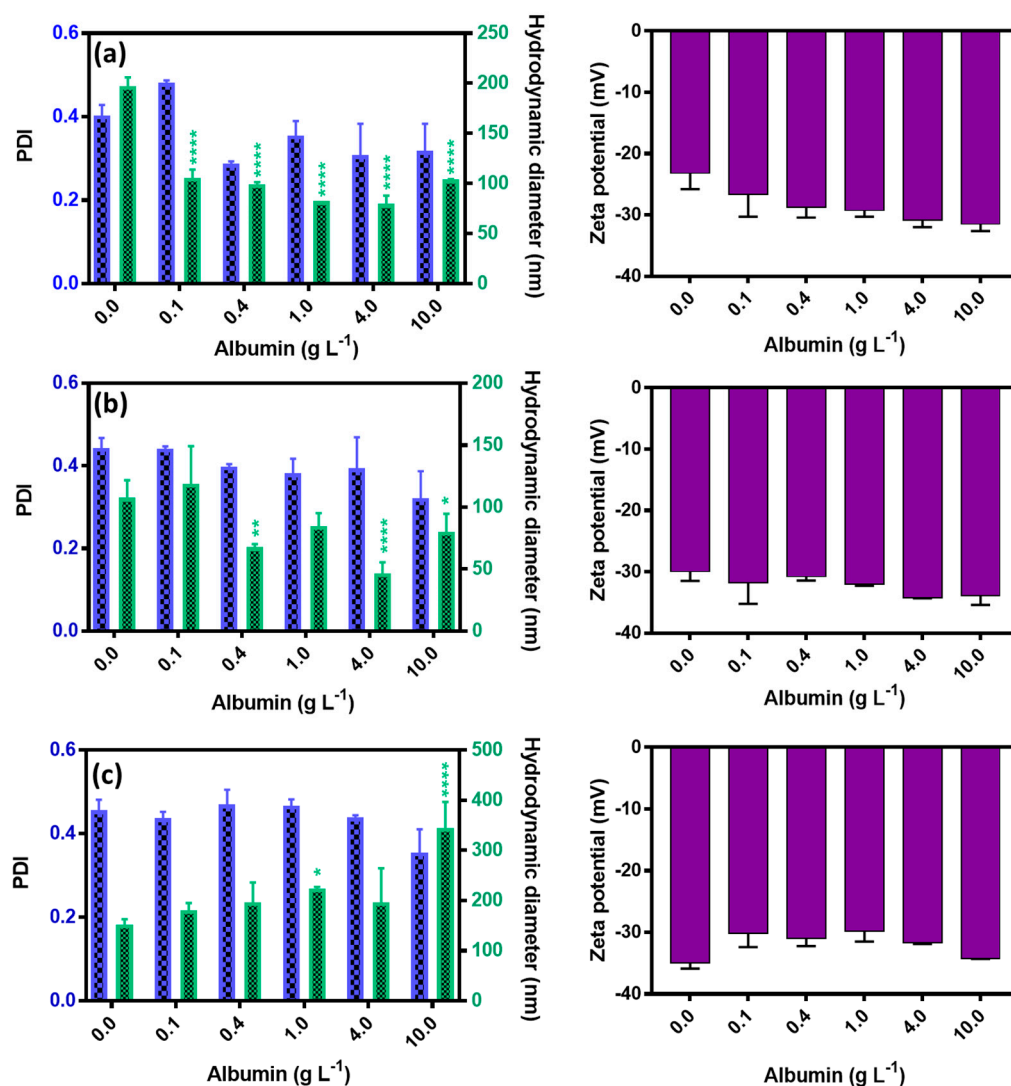 (a)
PDI
0.6
0.4
0.2
0.0
**** **** **** **** ****
250
200
150
100
50
0
Hydrodynamic diameter (nm)
0.0 0.1 0.4 1.0 4.0 10.0
Albumin (g L-1)
Zeta potential (mV)
0
-10
-20
-30
-40
0.0 0.1 0.4 1.0 4.0 10.0
Albumin (g L-1)
(b)
PDI
0.6
0.4
0.2
0.0
** **** *
200
150
100
50
0
Hydrodynamic diameter (nm)
0.0 0.1 0.4 1.0 4.0 10.0
Albumin (g L-1)
Zeta potential (mV)
0
-10
-20
-30
-40
0.0 0.1 0.4 1.0 4.0 10.0
Albumin (g L-1)
(c)
PDI
0.6
0.4
0.2
0.0
* ****
500
400
300
200
100
0
Hydrodynamic diameter (nm)
0.0 0.1 0.4 1.0 4.0 10.0
Albumin (g L-1)
Zeta potential (mV)
0
-10
-20
-30
-40
0.0 0.1 0.4 1.0 4.0 10.0
Albumin (g L-1)